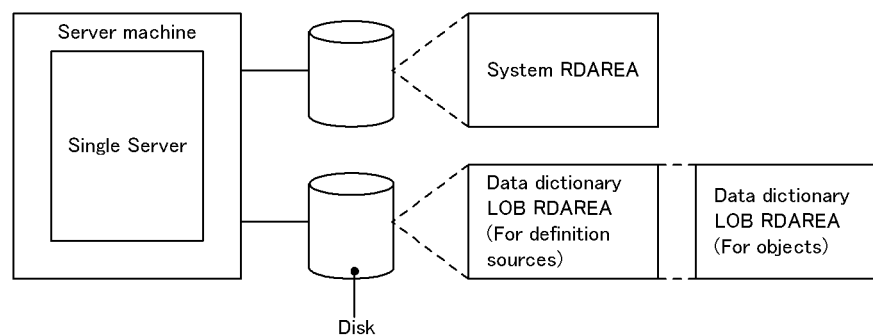 Server machine
Single Server
System RDAREA
Data dictionary
LOB RDAREA
(For definition
sources)
Data dictionary
LOB RDAREA
(For objects)
Disk